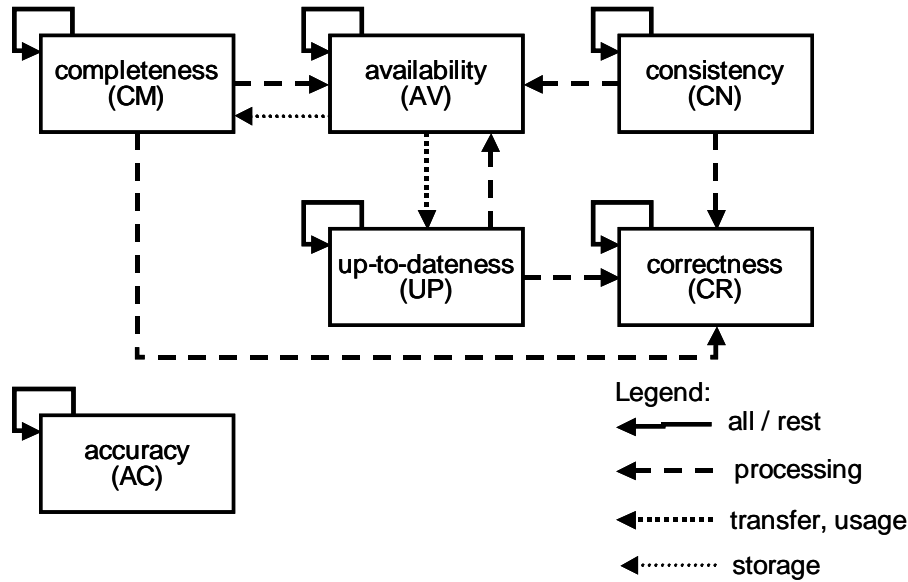 completeness
(CM)
availability
(AV)
consistency
(CN)
up-to-dateness
(UP)
correctness
(CR)
accuracy
(AC)
Legend:
all / rest
processing
transfer, usage
storage